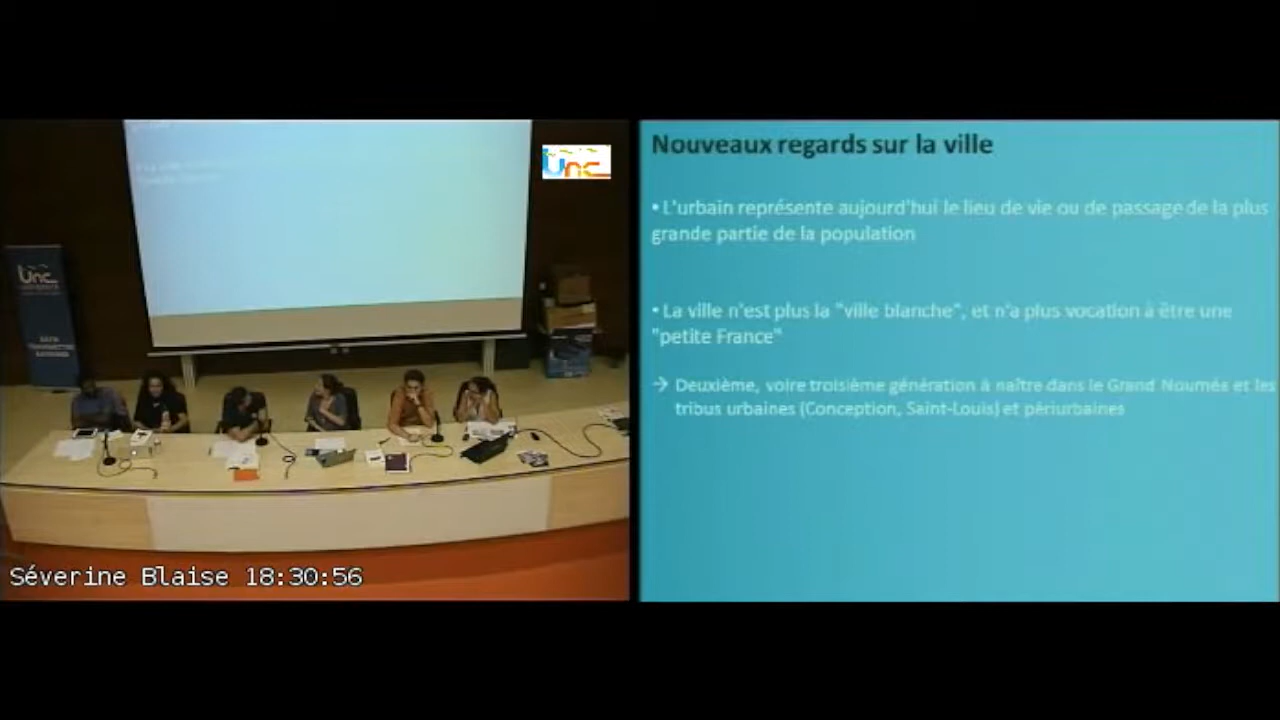 Unc
Unc
Séverine Blaise 18:30:56
Nouveaux regards sur la ville
• L'urbain représente aujourd'hui le lieu de vie ou de passage de la plus
grande partie de la population
• La ville n'est plus la "ville blanche", et n'a plus vocation à être une
"petite France"
→ Deuxième, voire troisième génération à naître dans le Grand Nouméa et les
tribus urbaines (Conception, Saint-Louis) et périurbaines